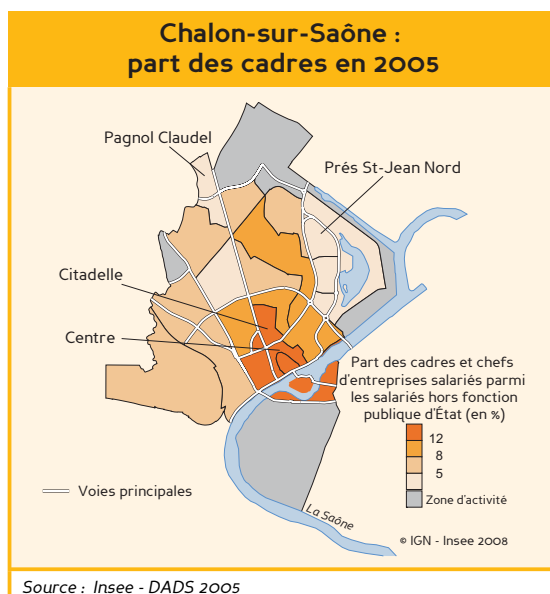 Chalon-sur-Saône :
part des cadres en 2005
Pagnol Claudel
Prés St-Jean Nord
Citadelle
Centre
Part des cadres et chefs
d'entreprises salariés parmi
les salariés hors fonction
publique d'État (en %)
12
8
5
Zone d'activité
Voies principales
La Saône
© IGN - Insee 2008
Source : Insee - DADS 2005